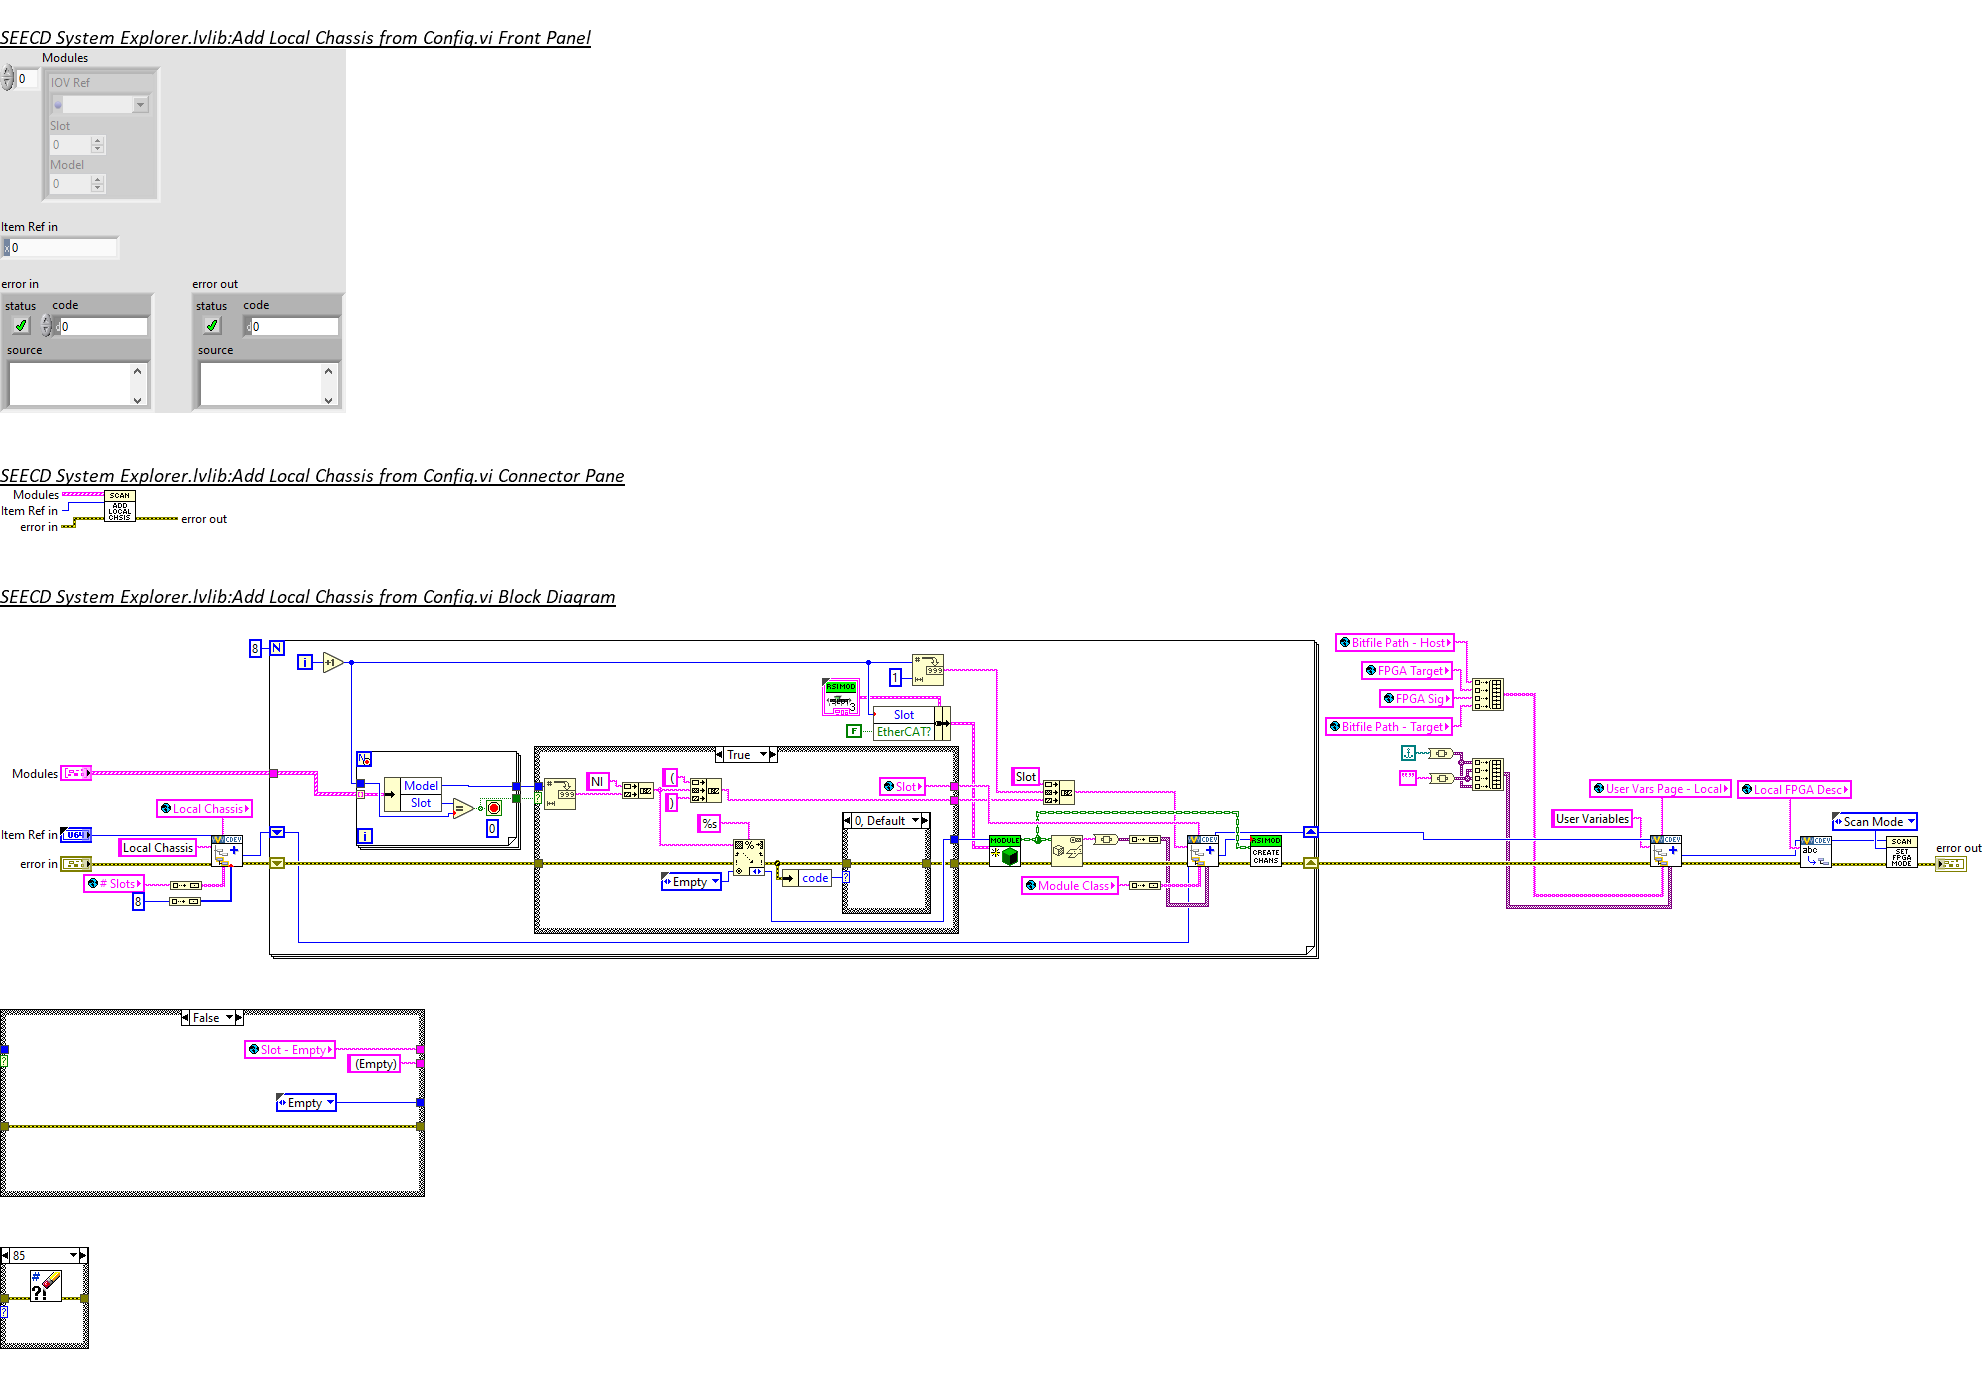 SEECD System Explorer.lvlib:Add Local Chassis from Config.vi Front Panel
Modules
0
IOV Ref
Slot
0
Model
0
Item Ref in
x 0
error in
error out
status code
status code
d 0
d 0
source
source
SEECD System Explorer.lvlib:Add Local Chassis from Config.vi Connector Pane
Modules
Item Ref in
error in
SCAN
ADD
LOCAL
CHSIS
error out
SEECD System Explorer.lvlib:Add Local Chassis from Config.vi Block Diagram
8
N
i
+1
1
# 999
RSIMOD
3
Slot
EtherCAT?
F
Bitfile Path - Host
FPGA Target
FPGA Sig
Bitfile Path - Target
""
Modules
N
Model
Slot
=
0
i
True
# 999
NI
(
)
Slot
%s
Empty
code
0, Default
Slot
Local Chassis
Item Ref in
U64
Local Chassis
CDEV
error in
# Slots
8
MODULE
Module Class
CDEV
RSIMOD
CREATE
CHANS
User Vars Page - Local
Local FPGA Desc
User Variables
CDEV
CDEV
abc
Scan Mode
SCAN
SET
FPGA
MODE
error out
False
Slot - Empty
(Empty)
Empty
85
#
?!